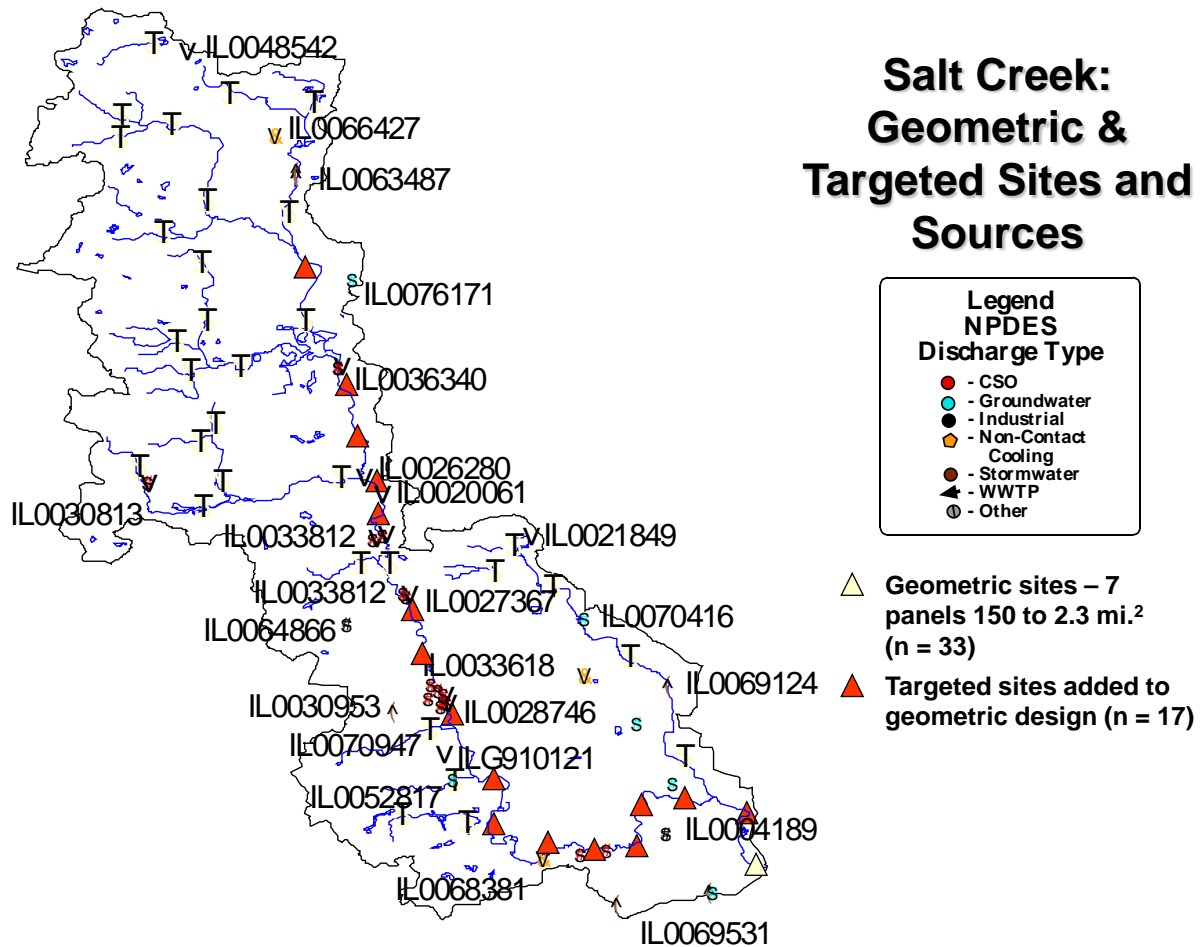 Salt Creek:
Geometric &
Targeted Sites and
Sources
Legend
NPDES
Discharge Type
- CSO
- Groundwater
- Industrial
- Non-Contact
Cooling
- Stormwater
- WWTP
- Other
Geometric sites – 7
panels 150 to 2.3 mi.²
(n = 33)
Targeted sites added to
geometric design (n = 17)
IL0048542
IL0066427
IL0063487
IL0076171
IL0036340
IL0026280
IL0020061
IL0030813
IL0033812
IL0021849
IL0033812
IL0027367
IL0070416
IL0064866
IL0033618
IL0069124
IL0030953
IL0028746
IL0070947
ILG910121
IL0052817
IL0004189
IL0068381
IL0069531